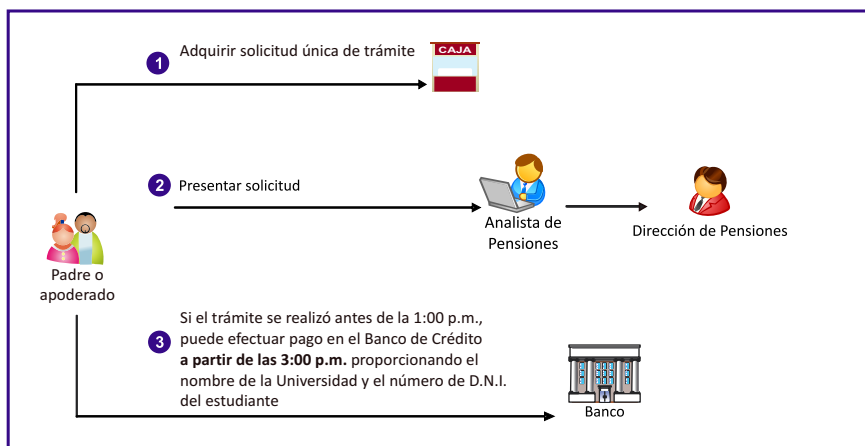 1
Adquirir solicitud única de trámite
CAJA
2
Presentar solicitud
Analista de
Pensiones
Dirección de Pensiones
Padre o
apoderado
3
Si el trámite se realizó antes de la 1:00 p.m.,
puede efectuar pago en el Banco de Crédito
a partir de las 3:00 p.m. proporcionando el
nombre de la Universidad y el número de D.N.I.
del estudiante
Banco